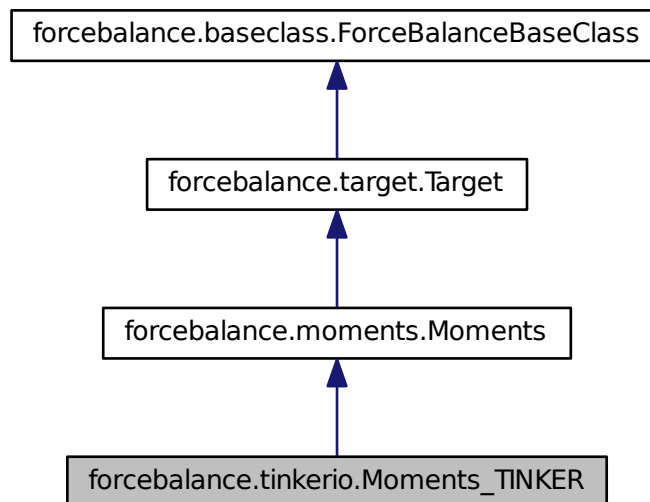 forcebalance.baseclass.ForceBalanceBaseClass
forcebalance.target.Target
forcebalance.moments.Moments
forcebalance.tinkerio.Moments_TINKER